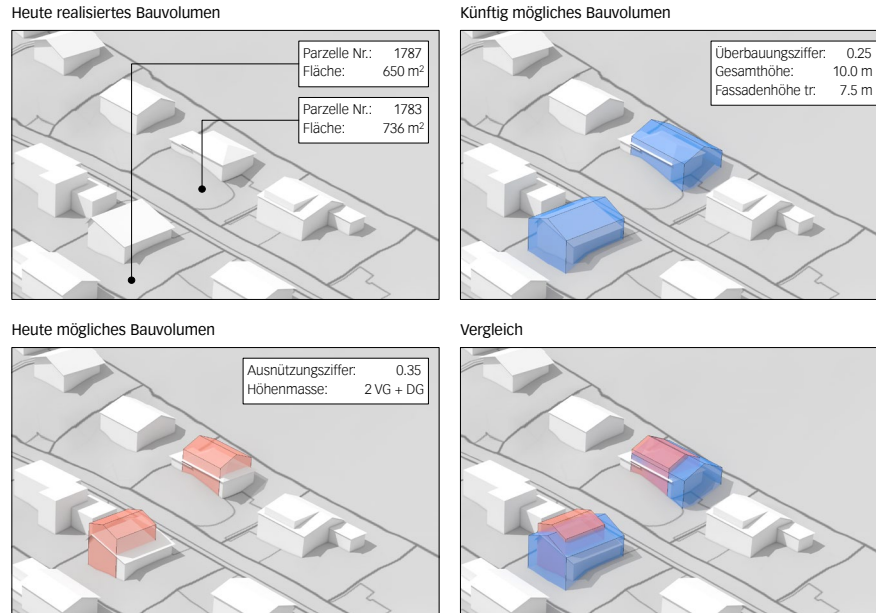 Heute realisiertes Bauvolumen
Parzelle Nr.: 1787
Fläche: 650 m²
Parzelle Nr.: 1783
Fläche: 736 m²
Künftig mögliches Bauvolumen
Überbauungsziffer: 0.25
Gesamthöhe: 10.0 m
Fassadenhöhe tr: 7.5 m
Heute mögliches Bauvolumen
Ausnützungsziffer: 0.35
Höhenmasse: 2 VG + DG
Vergleich